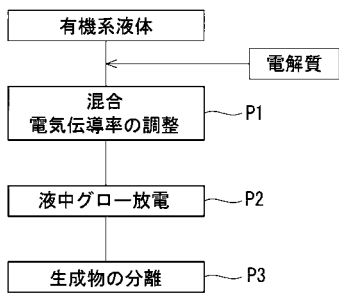 有機系液体
電解質
混合
電気伝導率の調整
P1
液中グロー放電
P2
生成物の分離
P3